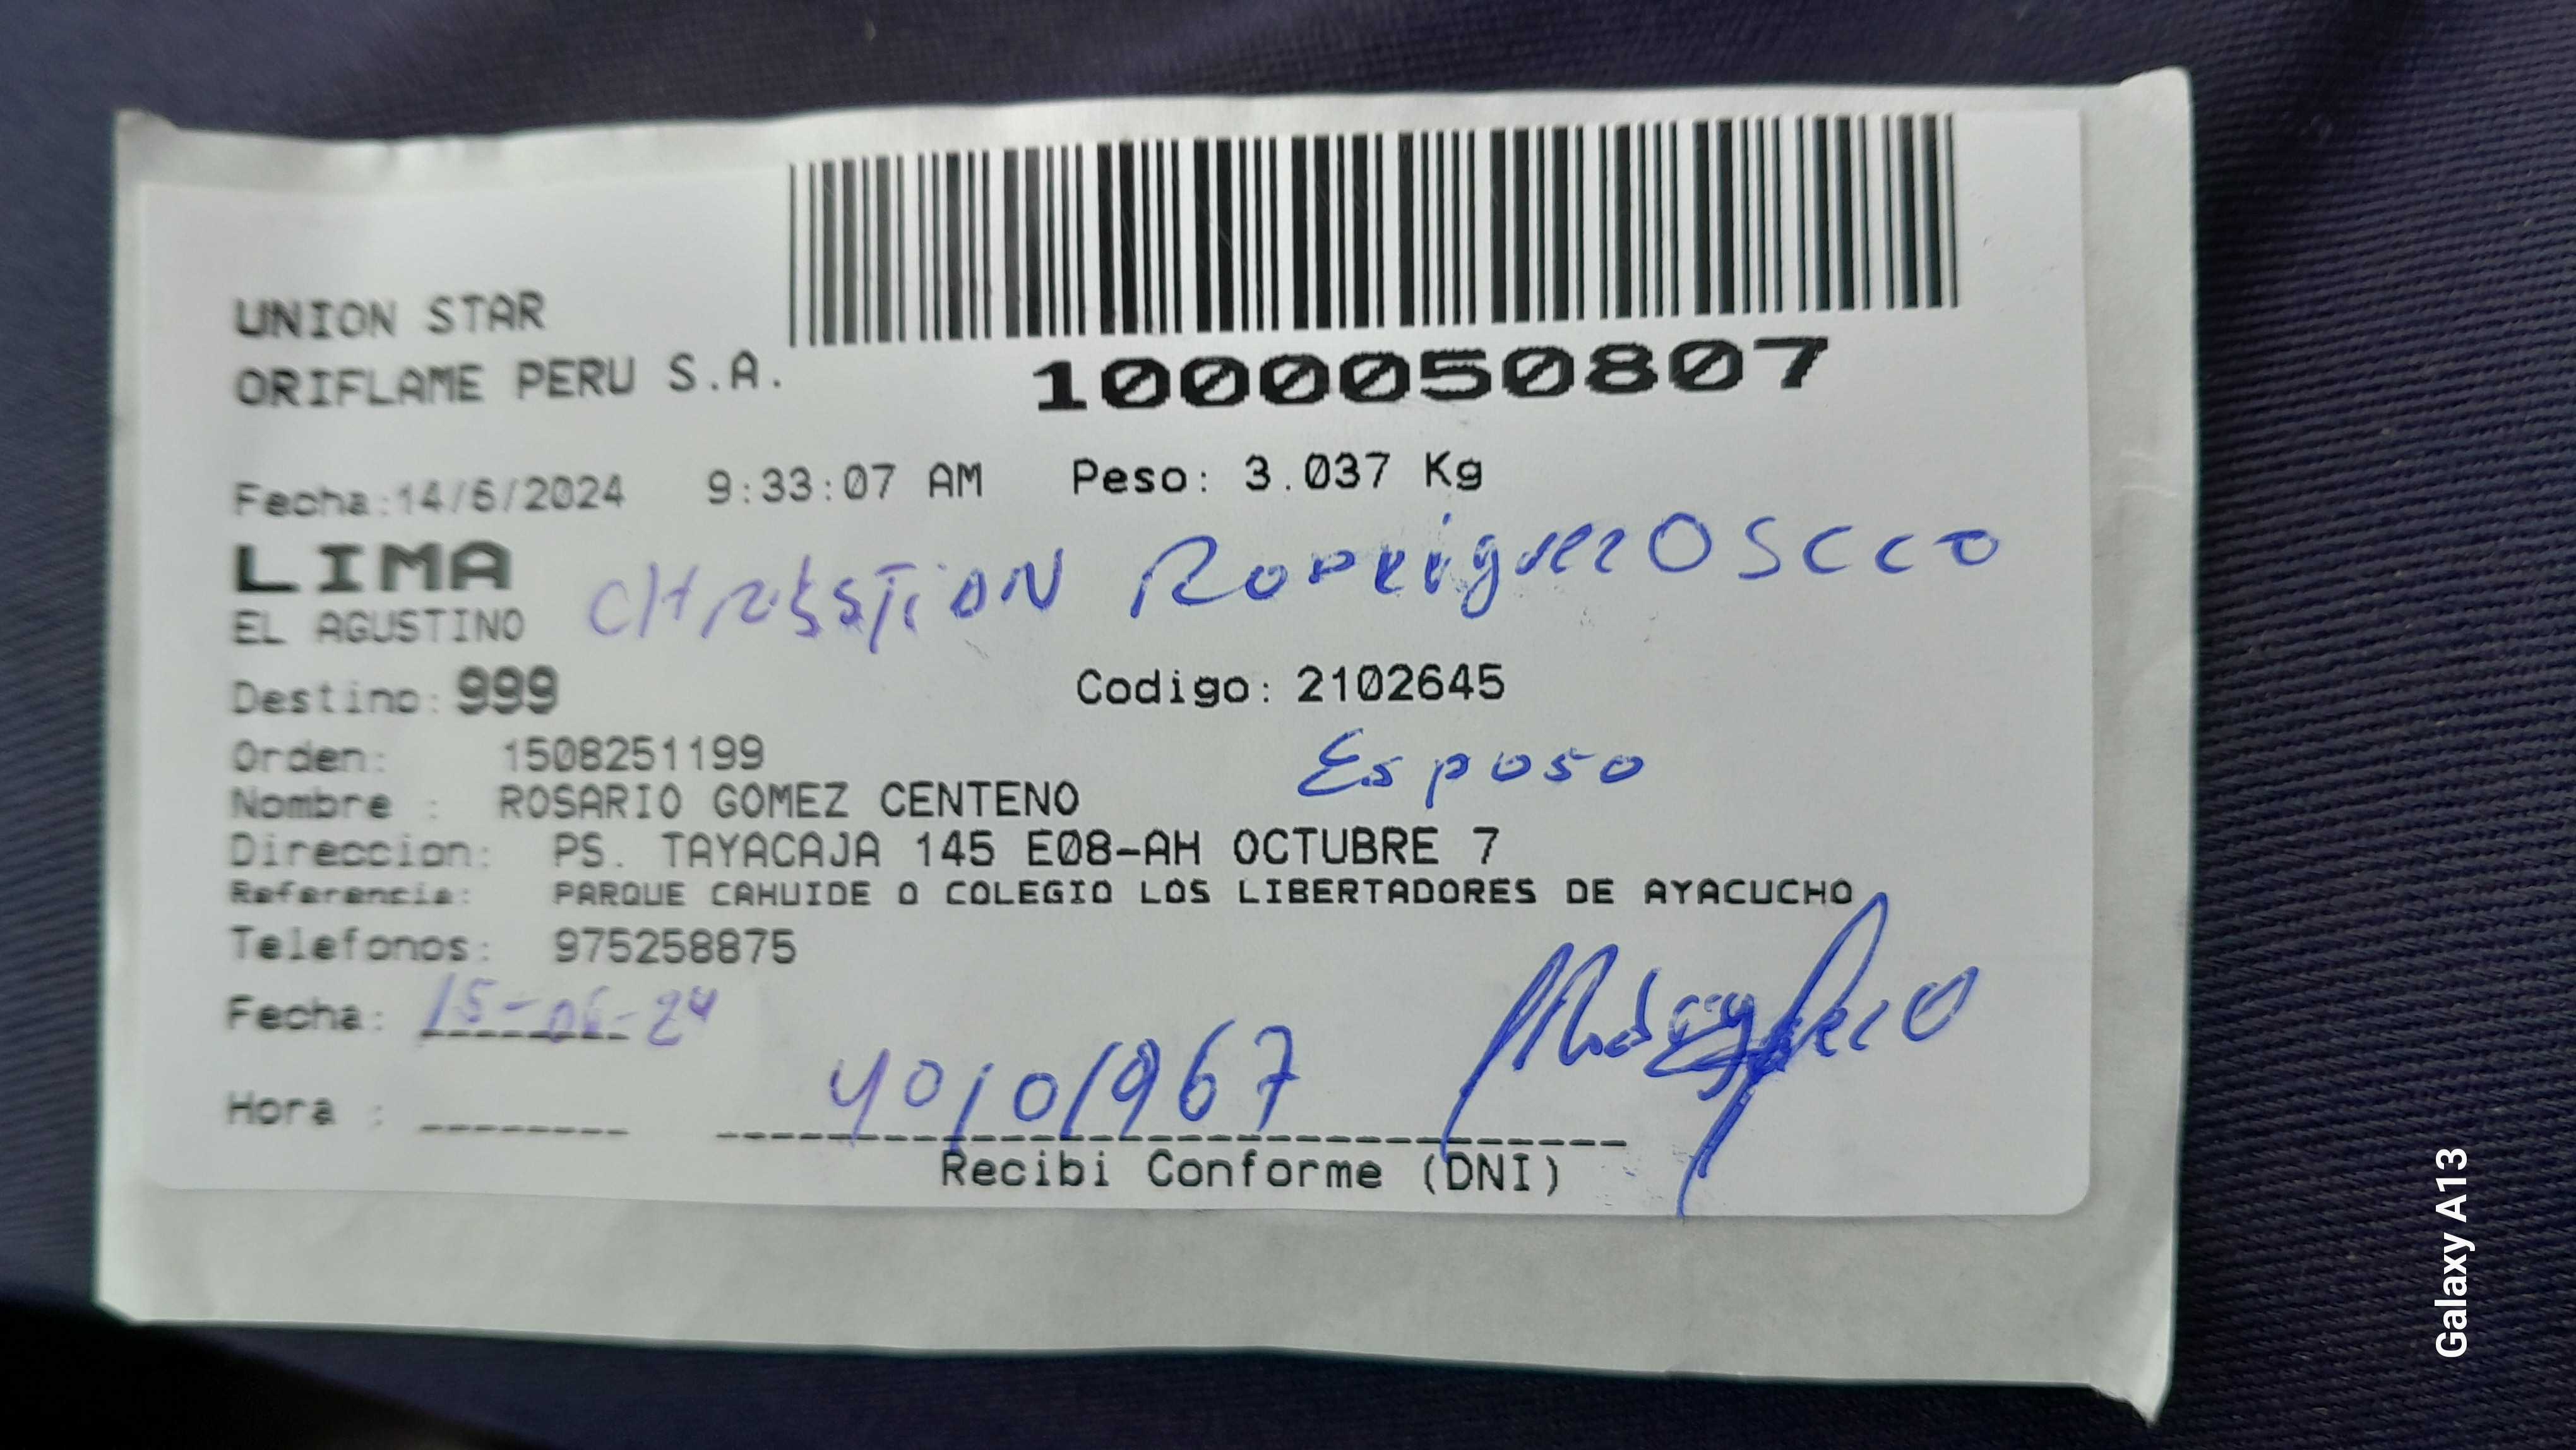 UNION STAR
ORIFLAME PERU S.A.
1000050807
Fecha:14/6/2024 9:33:07 AM Peso: 3.037 Kg
LIMA
CHRISTIAN RODRIGUEZ OSCCO
EL AGUSTINO
Destino: 999 Codigo: 2102645
Orden: 1508251199
Esposo
Nombre : ROSARIO GOMEZ CENTENO
Direccion: PS. TAYACAJA 145 E08-AH OCTUBRE 7
Referencia: PARQUE CAHUIDE O COLEGIO LOS LIBERTADORES DE AYACUCHO
Telefonos: 975258875
Fecha: 15-06-24
40101967
Hora :
Recibi Conforme (DNI)
Galaxy A13